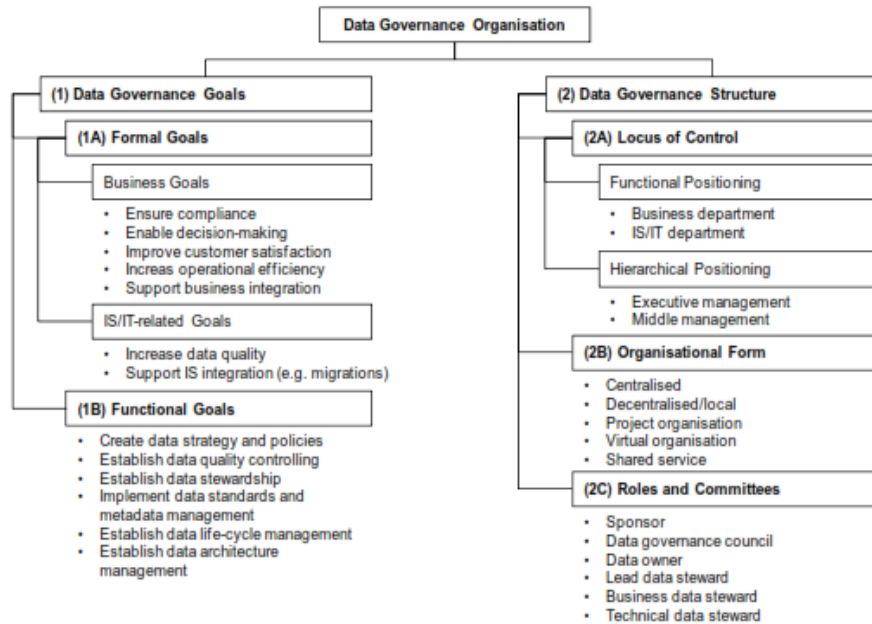 Data Governance Organisation
(1) Data Governance Goals
(1A) Formal Goals
Business Goals
• Ensure compliance
• Enable decision-making
• Improve customer satisfaction
• Increas operational efficiency
• Support business integration
IS/IT-related Goals
• Increase data quality
• Support IS integration (e.g. migrations)
(1B) Functional Goals
• Create data strategy and policies
• Establish data quality controlling
• Establish data stewardship
• Implement data standards and
metadata management
• Establish data life-cycle management
• Establish data architecture
management
(2) Data Governance Structure
(2A) Locus of Control
Functional Positioning
• Business department
• IS/IT department
Hierarchical Positioning
• Executive management
• Middle management
(2B) Organisational Form
• Centralised
• Decentralised/local
• Project organisation
• Virtual organisation
• Shared service
(2C) Roles and Committees
• Sponsor
• Data governance council
• Data owner
• Lead data steward
• Business data steward
• Technical data steward